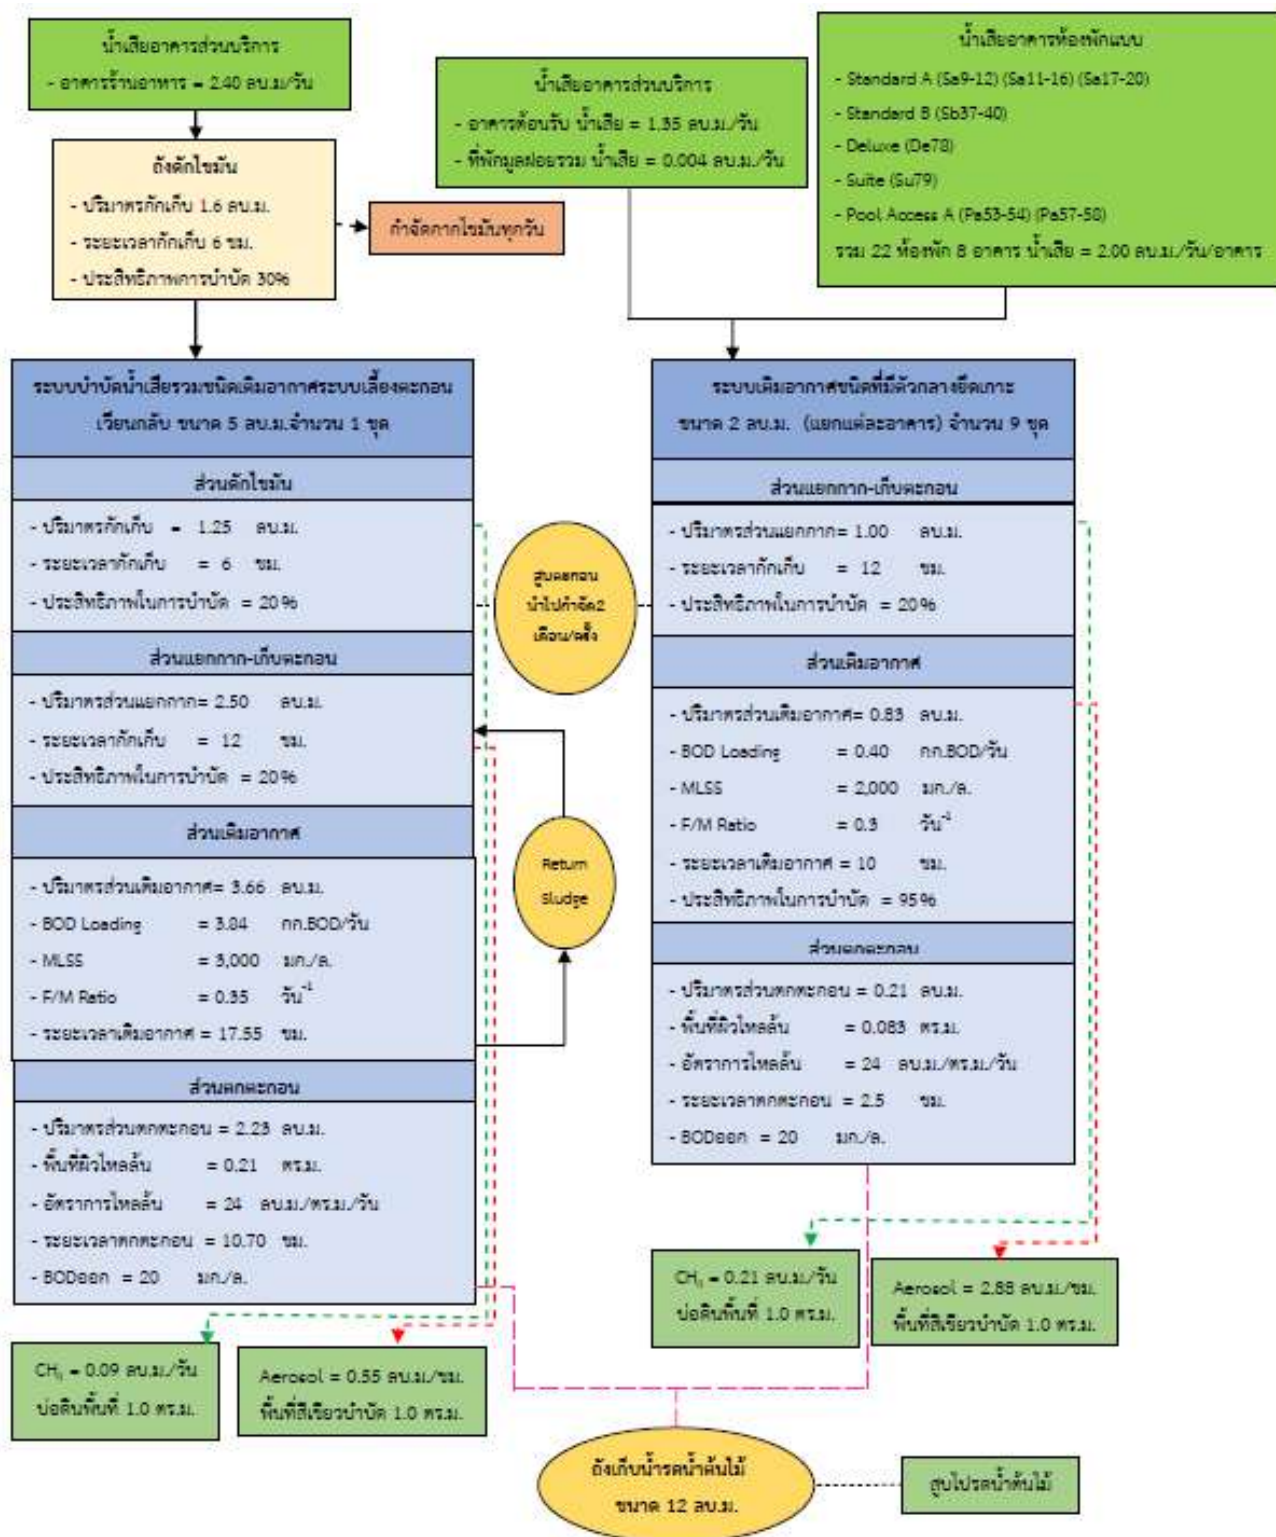 น้ำเสียอาคารส่วนบริการ
- อาคารร้านอาหาร = 2.40 ลบ.ม/วัน
ถังดักไขมัน
- ปริมาตรกักเก็บ 1.6 ลบ.ม.
- ระยะเวลากักเก็บ 6 ชม.
- ประสิทธิภาพการบำบัด 30%
กำจัดกากไขมันทุกวัน
น้ำเสียอาคารส่วนบริการ
- อาคารต้อนรับ น้ำเสีย = 1.35 ลบ.ม./วัน
- ที่พักมูลฝอยรวม น้ำเสีย = 0.004 ลบ.ม./วัน
น้ำเสียอาคารห้องพักแบบ
- Standard A (Sa9-12) (Sa11-16) (Sa17-20)
- Standard B (Sb37-40)
- Deluxe (De78)
- Suite (Su79)
- Pool Access A (Pa53-54) (Pa57-58)
รวม 22 ห้องพัก 8 อาคาร น้ำเสีย = 2.00 ลบ.ม./วัน/อาคาร
ระบบบำบัดน้ำเสียรวมชนิดเติมอากาศระบบเลี้ยงตะกอน
เวียนกลับ ขนาด 5 ลบ.ม.จำนวน 1 ชุด
ส่วนดักไขมัน
- ปริมาตรกักเก็บ = 1.25 ลบ.ม.
- ระยะเวลากักเก็บ = 6 ชม.
- ประสิทธิภาพในการบำบัด = 20%
ส่วนแยกกาก-เก็บตะกอน
- ปริมาตรส่วนแยกกาก= 2.50 ลบ.ม.
- ระยะเวลากักเก็บ = 12 ชม.
- ประสิทธิภาพในการบำบัด = 20%
ส่วนเติมอากาศ
- ปริมาตรส่วนเติมอากาศ= 3.66 ลบ.ม.
- BOD Loading = 3.84 กก.BOD/วัน
- MLSS = 3,000 มก./ล.
- F/M Ratio = 0.35 วัน⁻¹
- ระยะเวลาเติมอากาศ = 17.55 ชม.
ส่วนตกตะกอน
- ปริมาตรส่วนตกตะกอน = 2.23 ลบ.ม.
- พื้นที่ผิวไหลล้น = 0.21 ตร.ม.
- อัตราการไหลล้น = 24 ลบ.ม./ตร.ม./วัน
- ระยะเวลาตกตะกอน = 10.70 ชม.
- BODออก = 20 มก./ล.
สูบตะกอน
นำไปกำจัด2
เดือน/ครั้ง
Return
Sludge
ระบบเติมอากาศชนิดที่มีตัวกลางยึดเกาะ
ขนาด 2 ลบ.ม. (แยกแต่ละอาคาร) จำนวน 9 ชุด
ส่วนแยกกาก-เก็บตะกอน
- ปริมาตรส่วนแยกกาก= 1.00 ลบ.ม.
- ระยะเวลากักเก็บ = 12 ชม.
- ประสิทธิภาพในการบำบัด = 20%
ส่วนเติมอากาศ
- ปริมาตรส่วนเติมอากาศ= 0.83 ลบ.ม.
- BOD Loading = 0.40 กก.BOD/วัน
- MLSS = 2,000 มก./ล.
- F/M Ratio = 0.3 วัน⁻¹
- ระยะเวลาเติมอากาศ = 10 ชม.
- ประสิทธิภาพในการบำบัด = 95%
ส่วนตกตะกอน
- ปริมาตรส่วนตกตะกอน = 0.21 ลบ.ม.
- พื้นที่ผิวไหลล้น = 0.083 ตร.ม.
- อัตราการไหลล้น = 24 ลบ.ม./ตร.ม./วัน
- ระยะเวลาตกตะกอน = 2.5 ชม.
- BODออก = 20 มก./ล.
CH₄ = 0.09 ลบ.ม./วัน
บ่อดินพื้นที่ 1.0 ตร.ม.
Aerosol = 0.55 ลบ.ม./ชม.
พื้นที่สีเขียวบำบัด 1.0 ตร.ม.
CH₄ = 0.21 ลบ.ม./วัน
บ่อดินพื้นที่ 1.0 ตร.ม.
Aerosol = 2.88 ลบ.ม./ชม.
พื้นที่สีเขียวบำบัด 1.0 ตร.ม.
ถังเก็บน้ำรดน้ำต้นไม้
ขนาด 12 ลบ.ม.
สูบไปรดน้ำต้นไม้